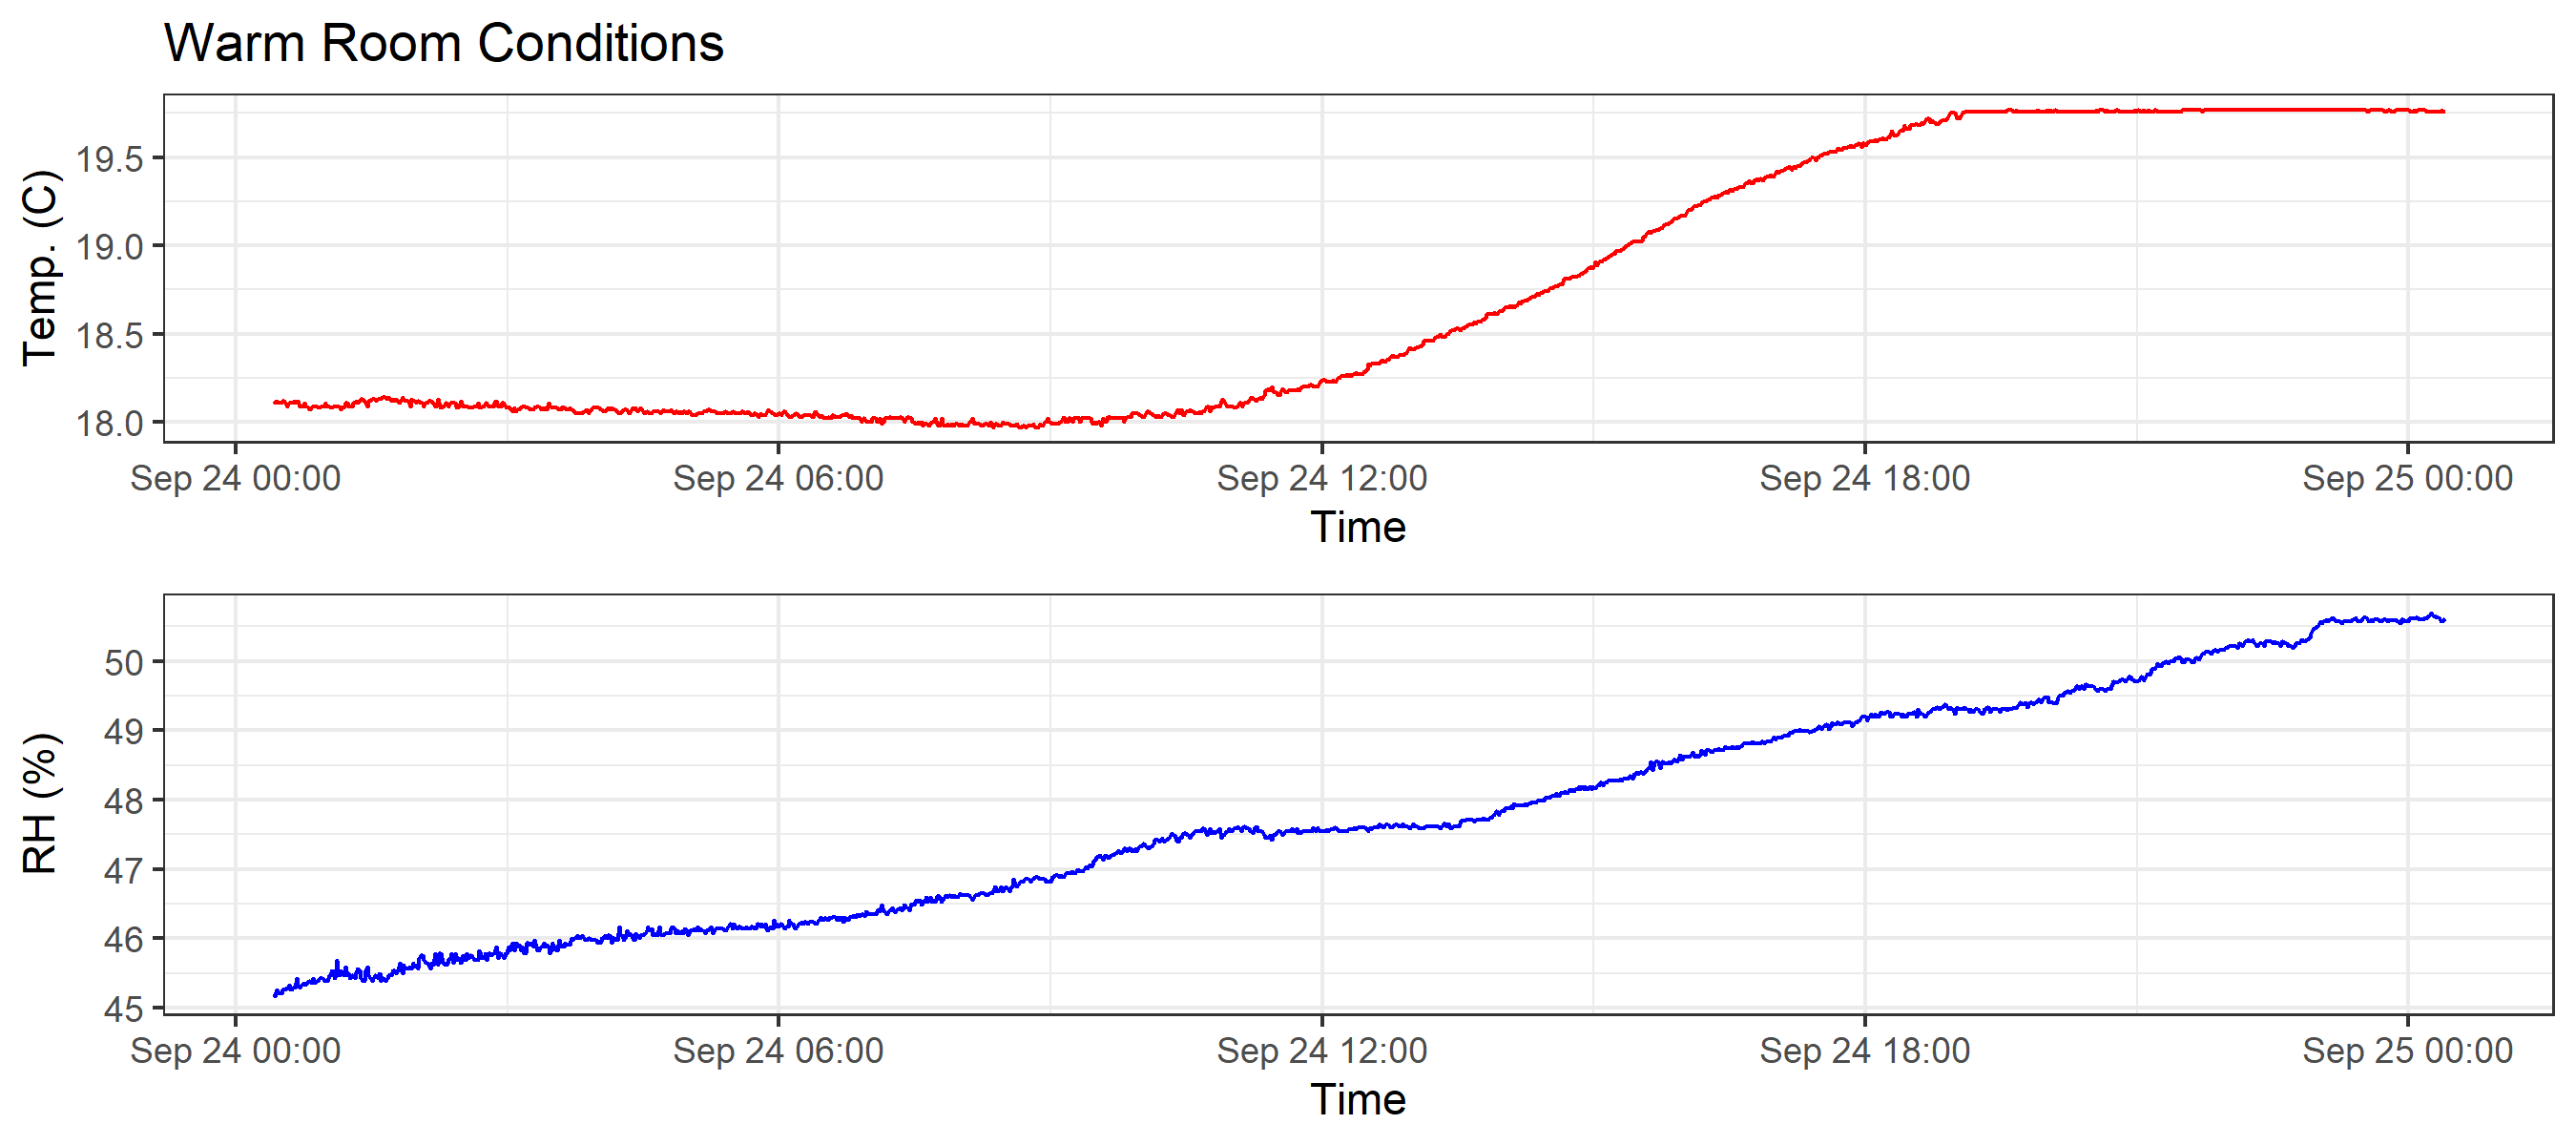 Warm Room Conditions
Temp. (C)
19.5
19.0
18.5
18.0
Sep 24 00:00 Sep 24 06:00 Sep 24 12:00 Sep 24 18:00 Sep 25 00:00
Time
RH (%)
50
49
48
47
46
45
Sep 24 00:00 Sep 24 06:00 Sep 24 12:00 Sep 24 18:00 Sep 25 00:00
Time